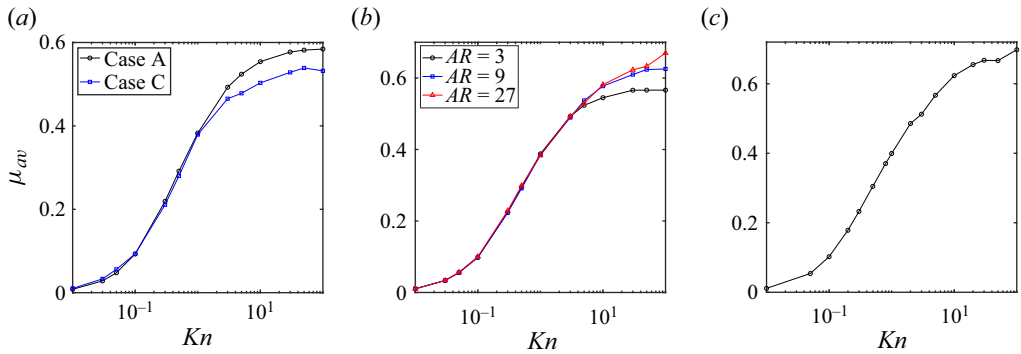 (a)
(b)
(c)
0.6
0.4
0.2
0
μav
Case A
Case C
10⁻¹
10¹
Kn
0.6
0.4
0.2
0
AR = 3
AR = 9
AR = 27
10⁻¹
10¹
Kn
0.6
0.4
0.2
0
10⁻¹
10¹
Kn